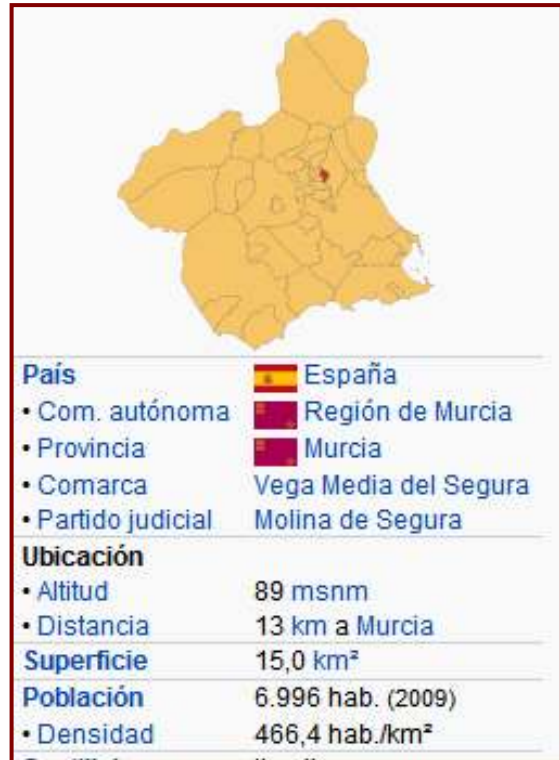 País España
• Com. autónoma Región de Murcia
• Provincia Murcia
• Comarca Vega Media del Segura
• Partido judicial Molina de Segura
Ubicación
• Altitud 89 msnm
• Distancia 13 km a Murcia
Superficie 15,0 km²
Población 6.996 hab. (2009)
• Densidad 466,4 hab./km²